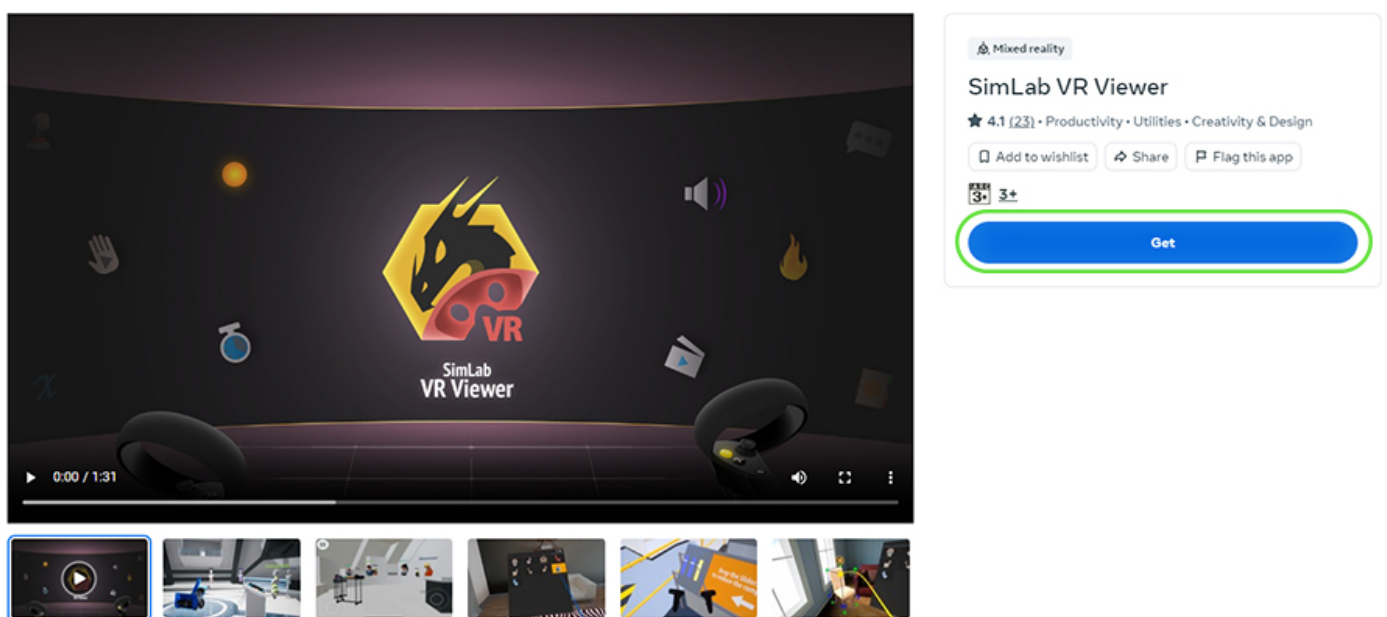 VR
SimLab
VR Viewer
0:00 / 1:31
Mixed reality
SimLab VR Viewer
4.1 (23) • Productivity • Utilities • Creativity & Design
Add to wishlist
Share
Flag this app
3+
3+
Get